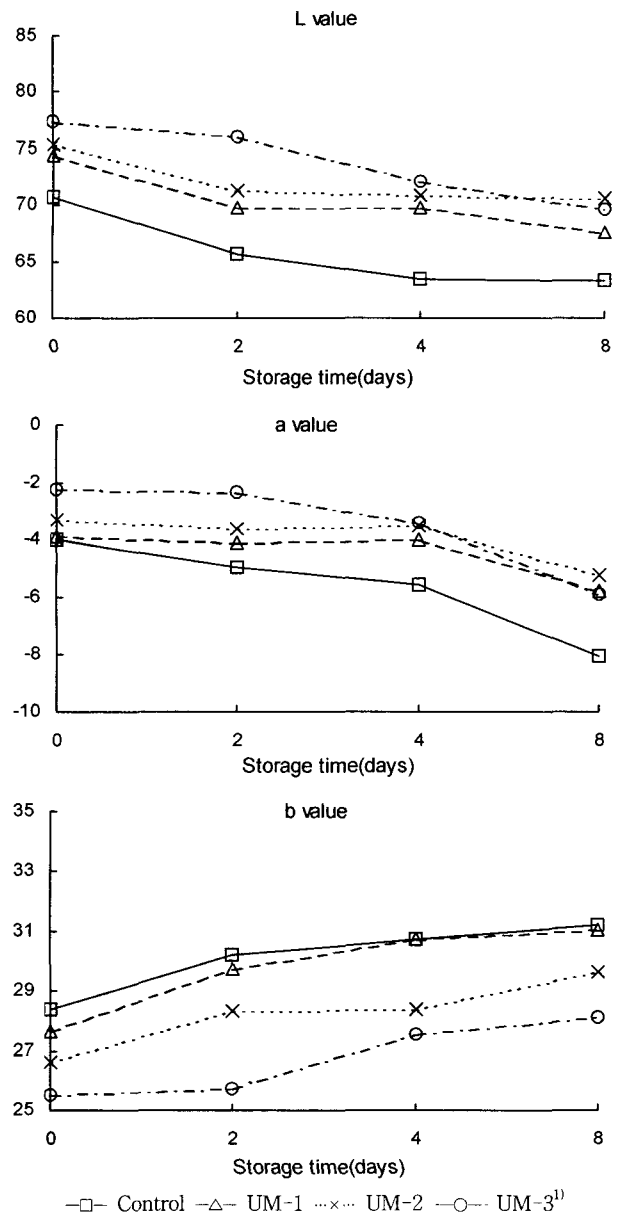 L value
85
80
75
70
65
60
0 2 4 8
Storage time(days)
a value
-0
-2
-4
-6
-8
-10
0 2 4 8
Storage time(days)
b value
35
33
31
29
27
25
0 2 4 8
Storage time(days)
Control UM-1 UM-2 UM-3¹⁾